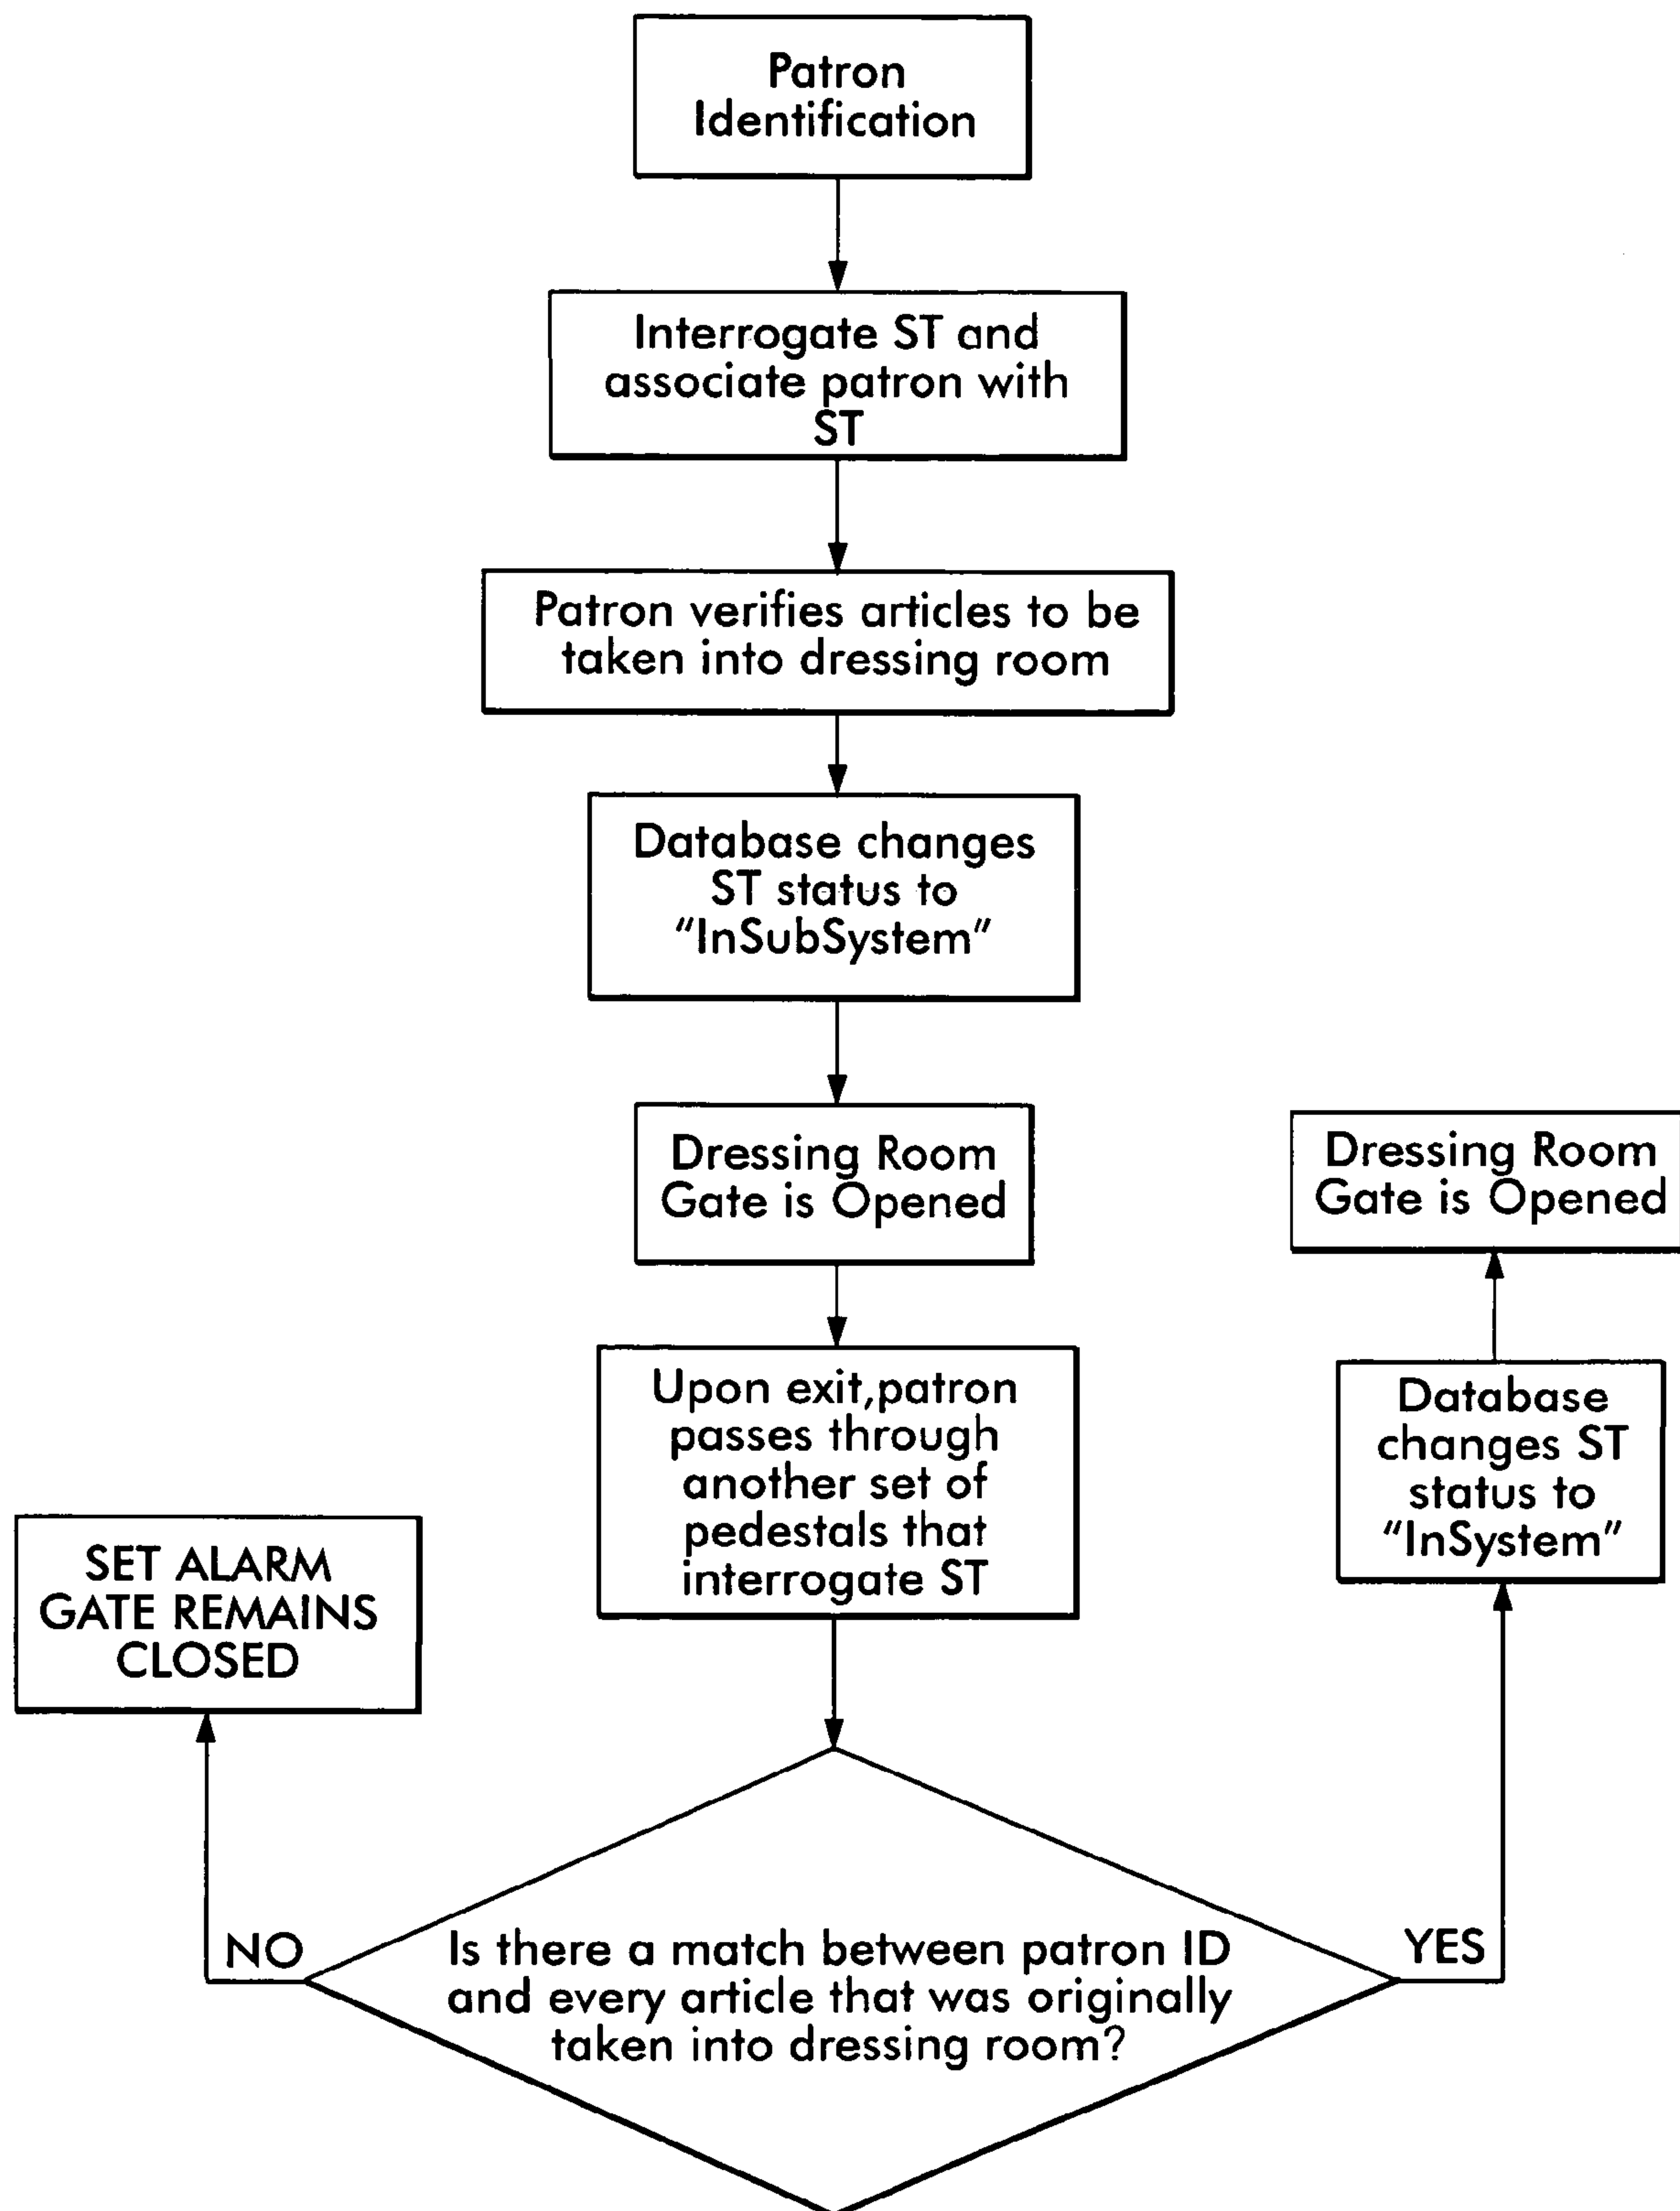 Patron
Identification
Interrogate ST and
associate patron with
ST
Patron verifies articles to be
taken into dressing room
Database changes
ST status to
“InSubSystem”
Dressing Room
Gate is Opened
Upon exit,patron
passes through
another set of
pedestals that
interrogate ST
Is there a match between patron ID
and every article that was originally
taken into dressing room?
NO
SET ALARM
GATE REMAINS
CLOSED
YES
Database
changes ST
status to
“InSystem”
Dressing Room
Gate is Opened